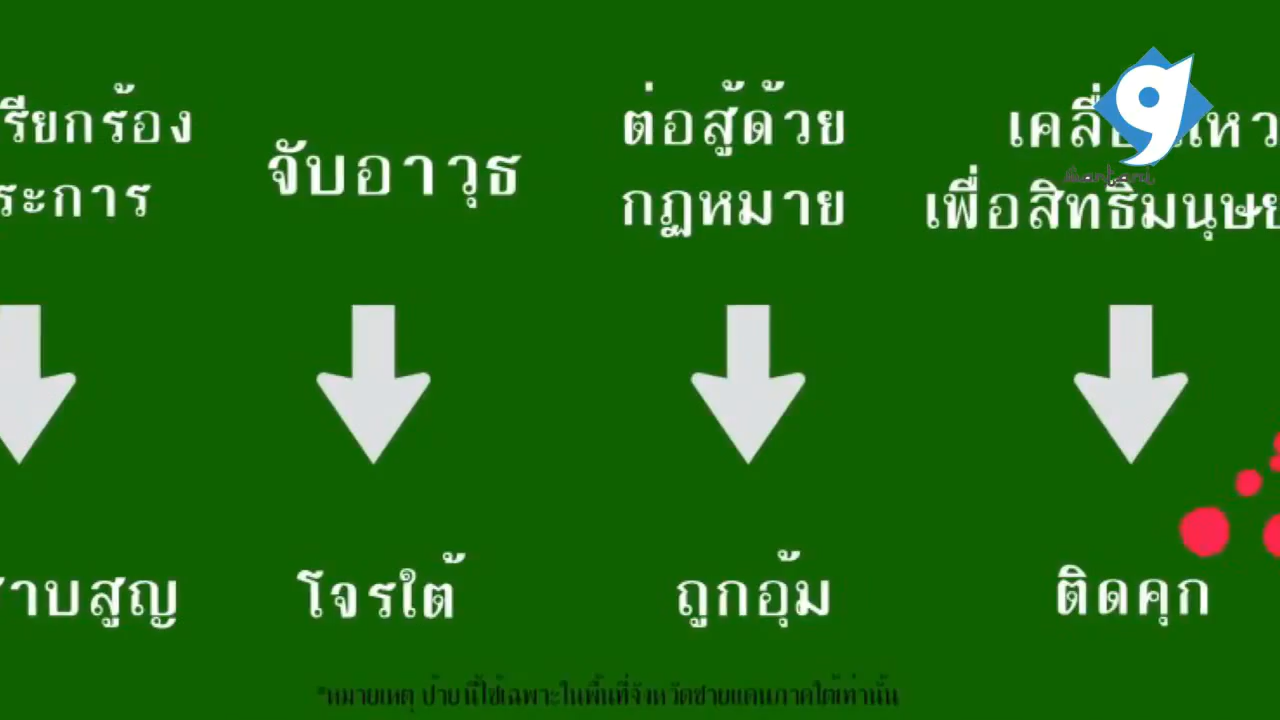 รียกร้อง
ระการ
จับอาวุธ
ต่อสู้ด้วย
กฎหมาย
เพื่อสิทธิมนุษย
าบสูญ
โจรใต้
ถูกอุ้ม
ติดคุก
*หมายเหตุ ป้ายนี้ใช้เฉพาะในพื้นที่จังหวัดชายแดนภาคใต้เท่านั้น